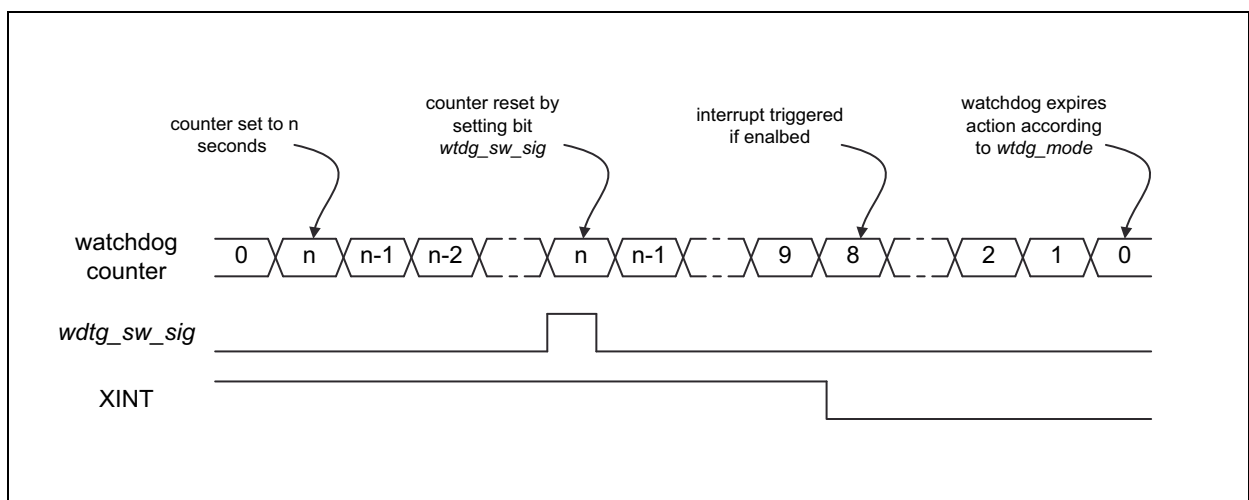 counter set to n
seconds
counter reset by
setting bit
wtdg_sw_sig
interrupt triggered
if enalbed
watchdog expires
action according
to wtdg_mode
watchdog
counter
0 n n-1 n-2 n n-1 9 8 2 1 0
wdtg_sw_sig
XINT